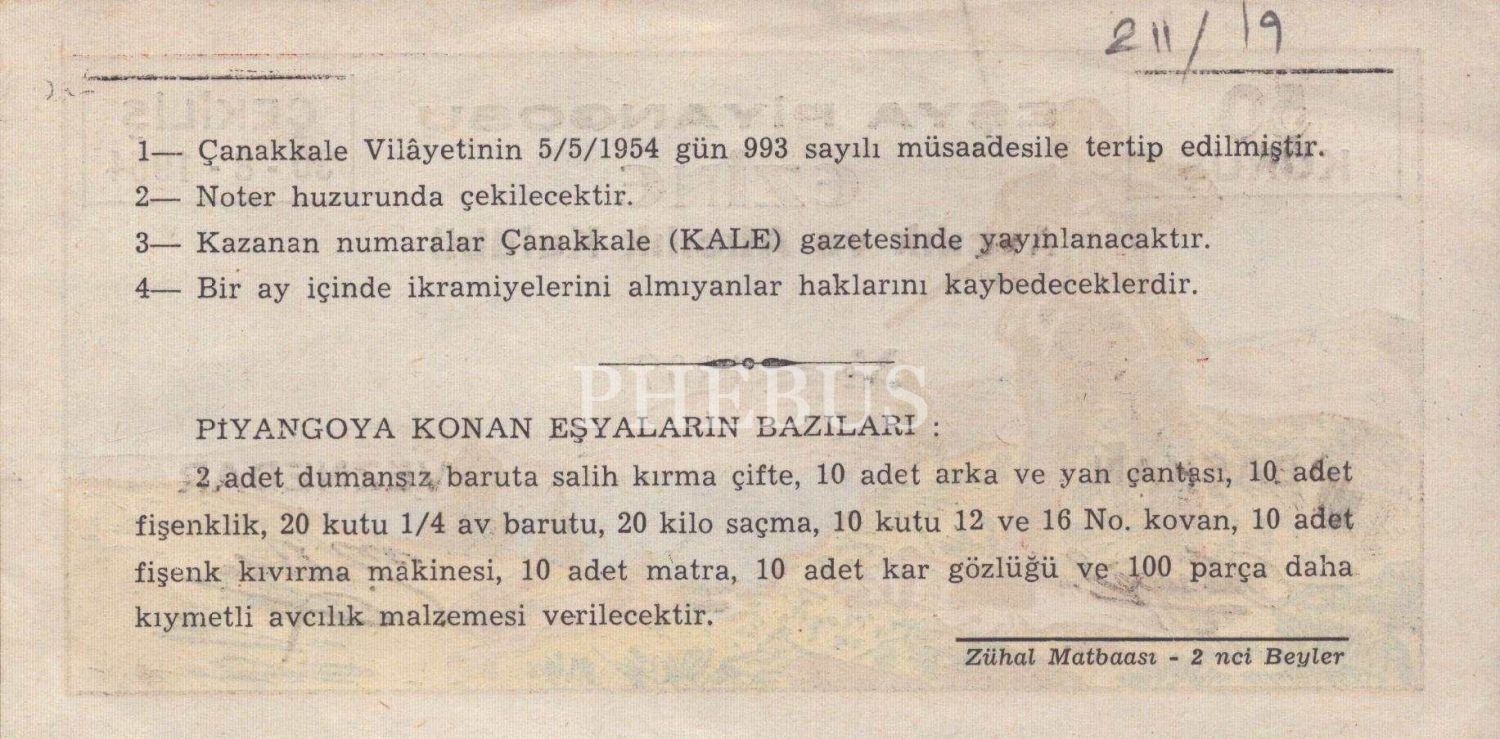 211/19
1— Çanakkale Vilâyetinin 5/5/1954 gün 993 sayılı müsaadesile tertip edilmiştir.
2— Noter huzurunda çekilecektir.
3— Kazanan numaralar Çanakkale (KALE) gazetesinde yayınlanacaktır.
4— Bir ay içinde ikramiyelerini almıyanlar haklarını kaybedeceklerdir.
PHEBUS
PİYANGOYA KONAN EŞYALARIN BAZILARI :
2 adet dumansız baruta salih kırma çifte, 10 adet arka ve yan çantası, 10 adet
fişenklik, 20 kutu 1/4 av barutu, 20 kilo saçma, 10 kutu 12 ve 16 No. kovan, 10 adet
fişenk kıvırma makinesi, 10 adet matra, 10 adet kar gözlüğü ve 100 parça daha
kıymetli avcılık malzemesi verilecektir.
Zühal Matbaası - 2 nci Beyler